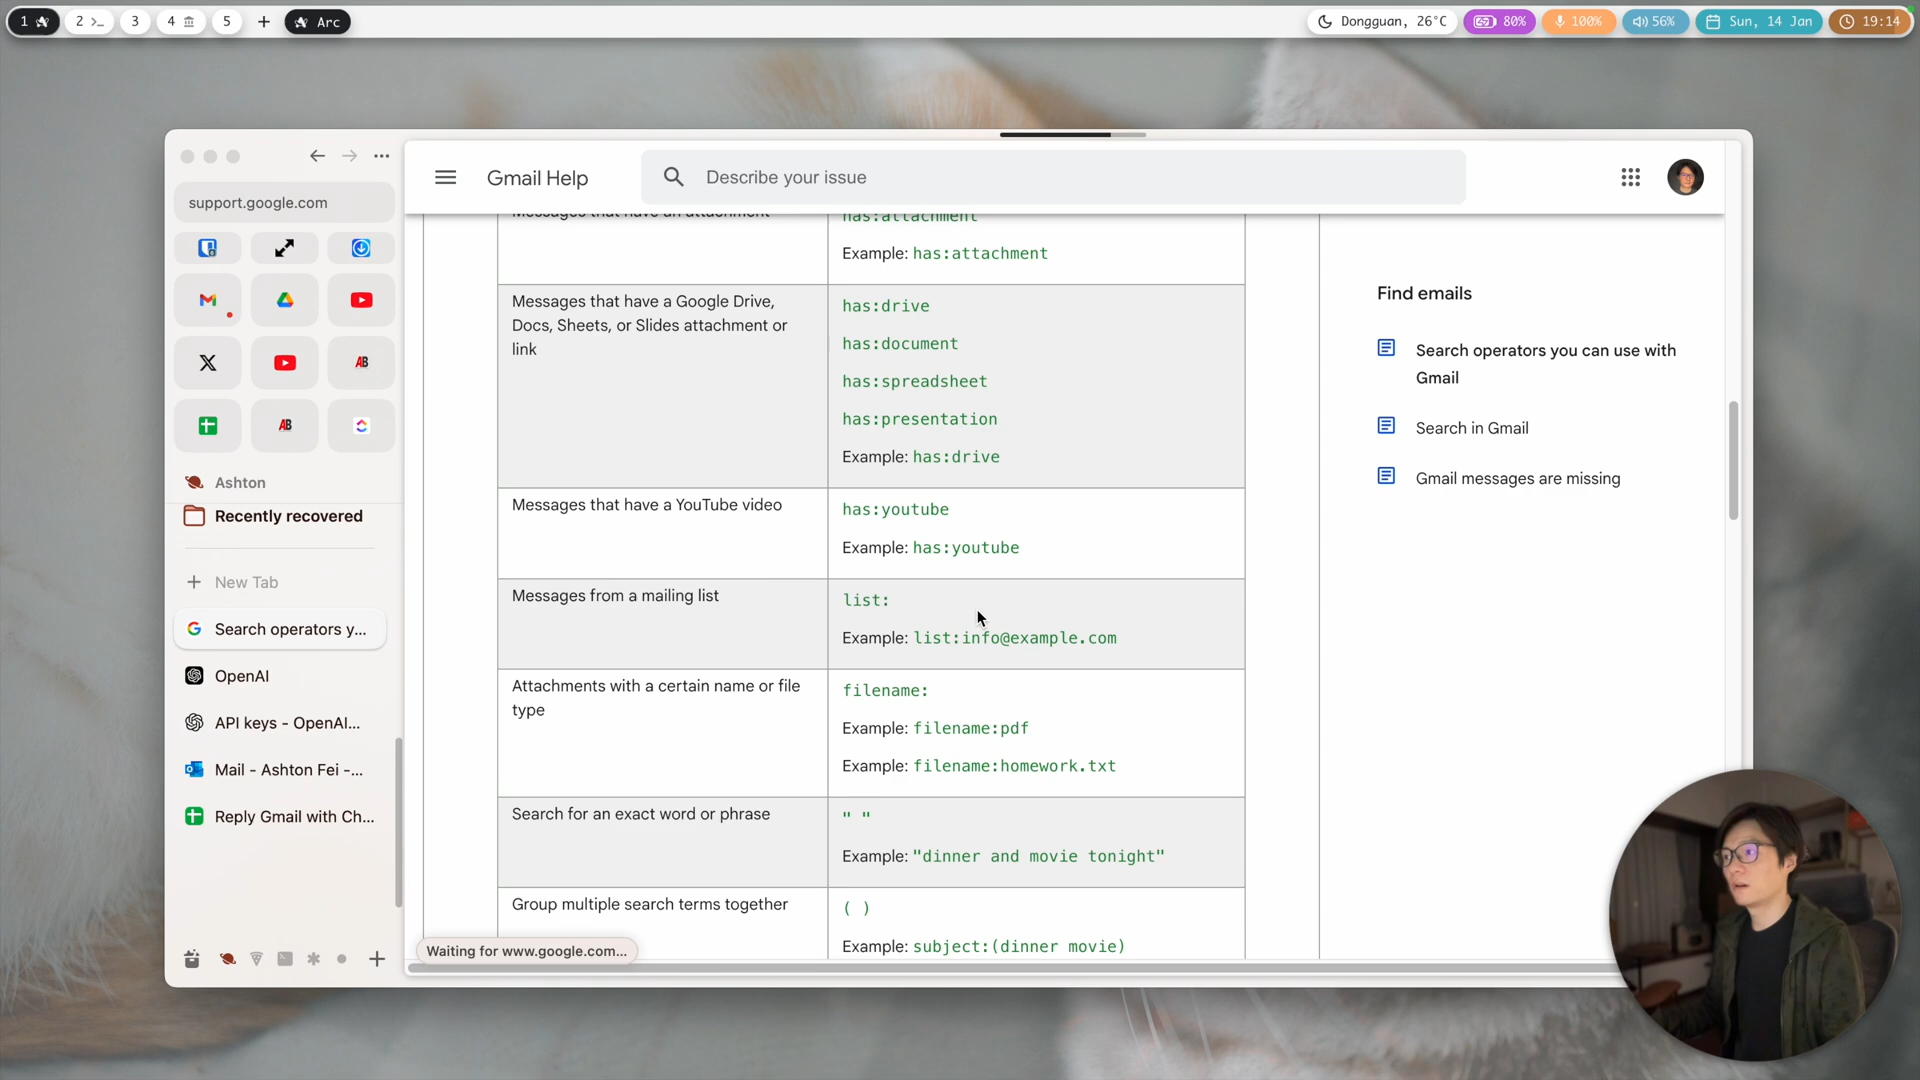 1
2
3
4
5
Arc
Dongguan, 26°C
80%
100%
56%
Sun, 14 Jan
19:14
support.google.com
Ashton
Recently recovered
New Tab
Search operators y...
OpenAI
API keys - OpenAI...
Mail - Ashton Fei -...
Reply Gmail with Ch...
Gmail Help
Describe your issue
Messages that have an attachment
has:attachment
Example: has:attachment
Messages that have a Google Drive,
Docs, Sheets, or Slides attachment or
link
has:drive
has:document
has:spreadsheet
has:presentation
Example: has:drive
Messages that have a YouTube video
has:youtube
Example: has:youtube
Messages from a mailing list
list:
Example: list:info@example.com
Attachments with a certain name or file
type
filename:
Example: filename:pdf
Example: filename:homework.txt
Search for an exact word or phrase
" "
Example: "dinner and movie tonight"
Group multiple search terms together
( )
Example: subject:(dinner movie)
Waiting for www.google.com...
Find emails
Search operators you can use with
Gmail
Search in Gmail
Gmail messages are missing
AB
AB